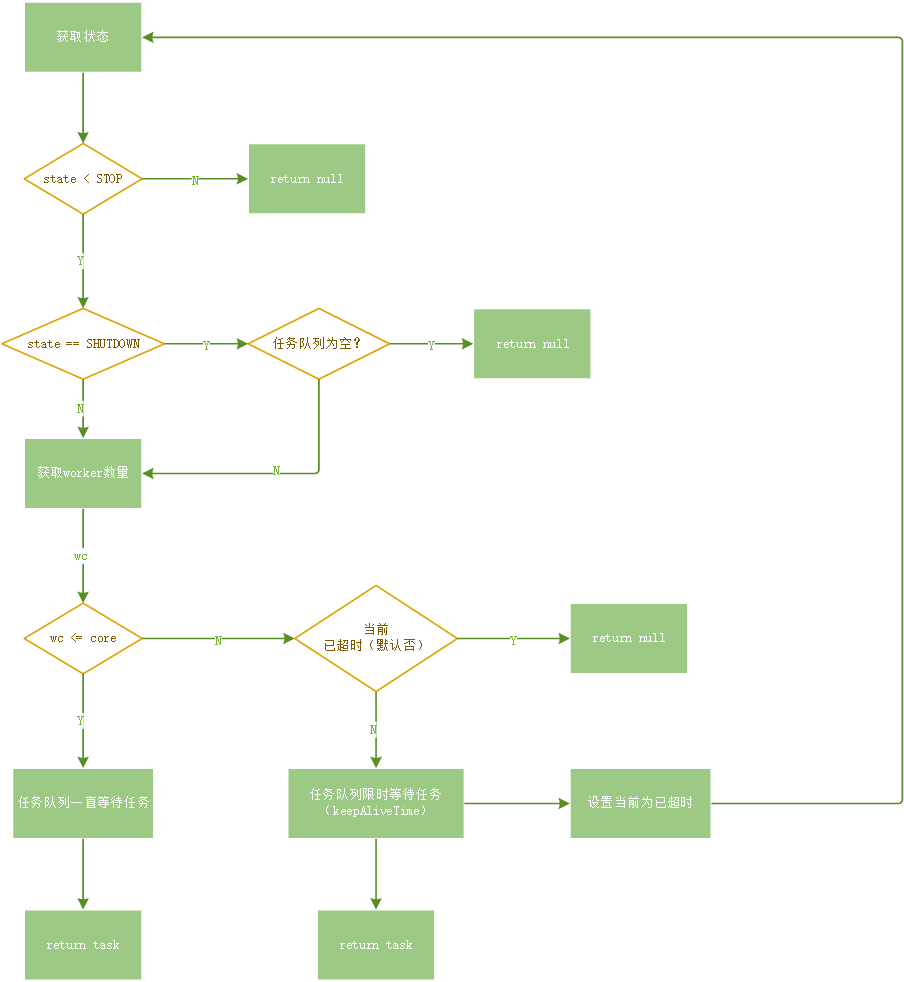 获取状态
state < STOP
N
return null
Y
state == SHUTDOWN
Y
任务队列为空?
Y
return null
N
获取worker数量
N
wc
wc <= core
N
当前
已超时(默认否)
Y
return null
Y
N
任务队列一直等待任务
任务队列限时等待任务
(keepAliveTime)
设置当前为已超时
return task
return task